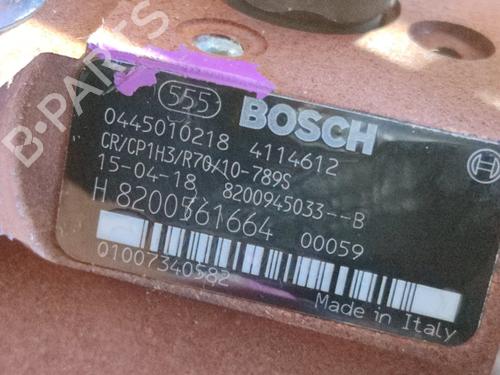 555 BOSCH
0445010218 4114612
CR/CP1H3/R70/10-789S
15-04-18 8200945033--B
H 8200561664 00059
01007340582
Made in Italy
B-PARTS